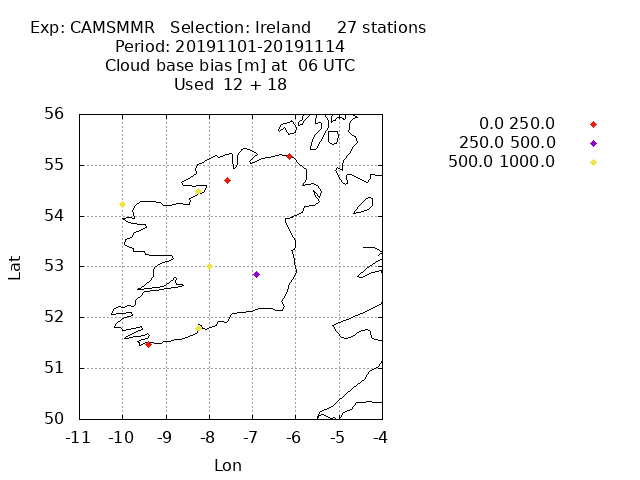 Exp: CAMSMMR   Selection: Ireland     27 stations
Period: 20191101-20191114
Cloud base bias [m] at  06 UTC
Used  12 + 18
0.0 250.0
250.0 500.0
500.0 1000.0
56
55
54
53
52
51
50
Lat
-11 -10 -9 -8 -7 -6 -5 -4
Lon